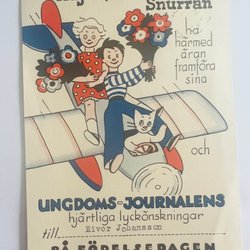 Snurran
ha
härmed
äran
framföra
sina
och
UNGDOMS-JOURNALENS
hjärtliga lyckönskningar
till Eivor Johansson
PÅ FÖDELSEDAGEN